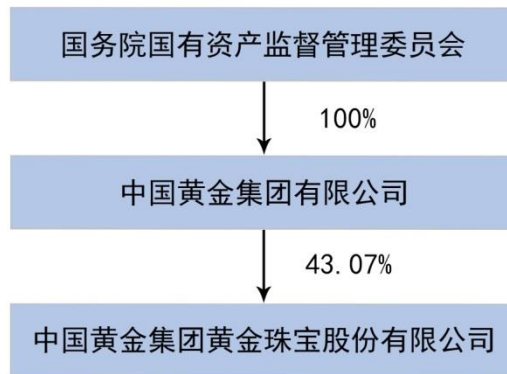 国务院国有资产监督管理委员会
100%
中国黄金集团有限公司
43.07%
中国黄金集团黄金珠宝股份有限公司